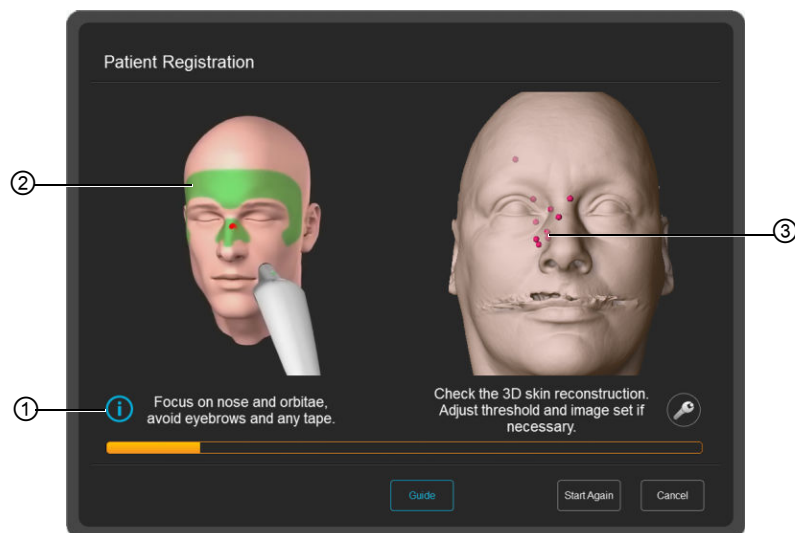 Patient Registration
②
③
①
i
Focus on nose and orbitae,
avoid eyebrows and any tape.
Check the 3D skin reconstruction.
Adjust threshold and image set if
necessary.
Guide
Start Again
Cancel